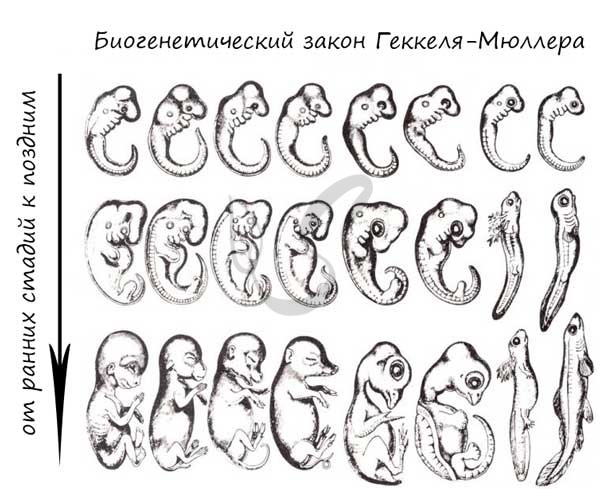 Биогенетический закон Геккеля-Мюллера
от ранних стадий к поздним